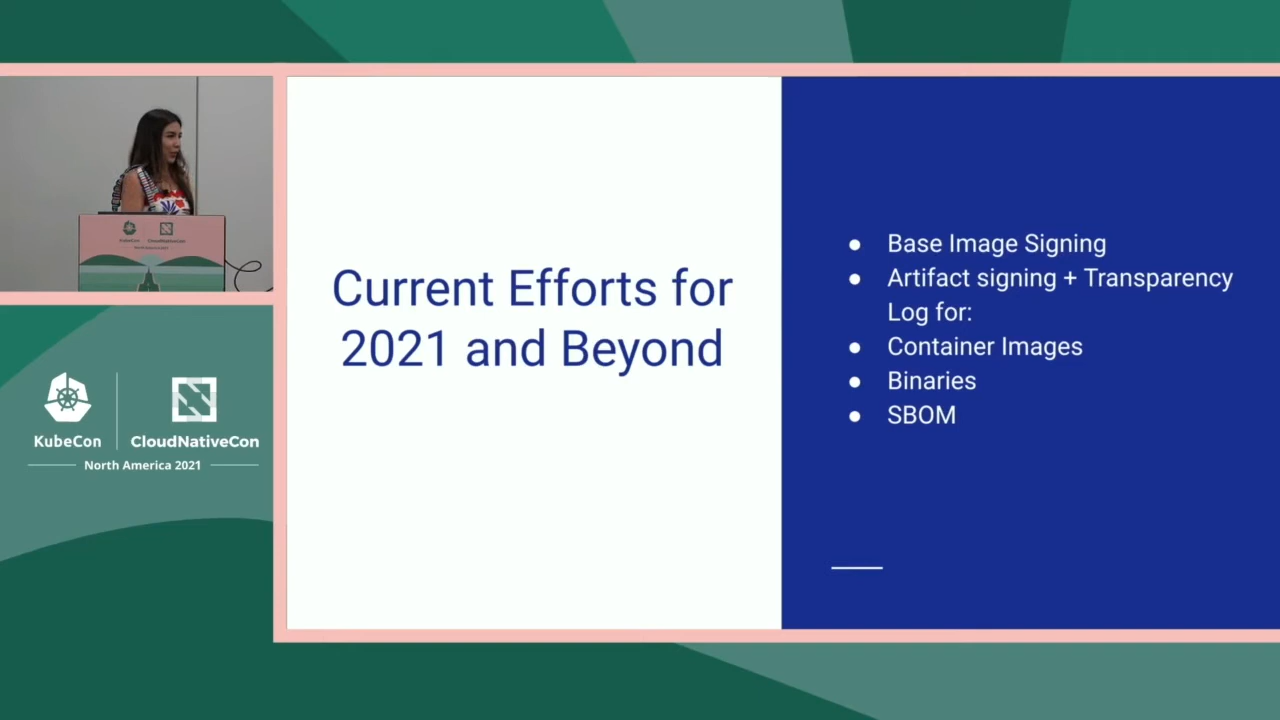 Current Efforts for
2021 and Beyond
● Base Image Signing
● Artifact signing + Transparency
Log for:
● Container Images
● Binaries
● SBOM
KubeCon
CloudNativeCon
North America 2021